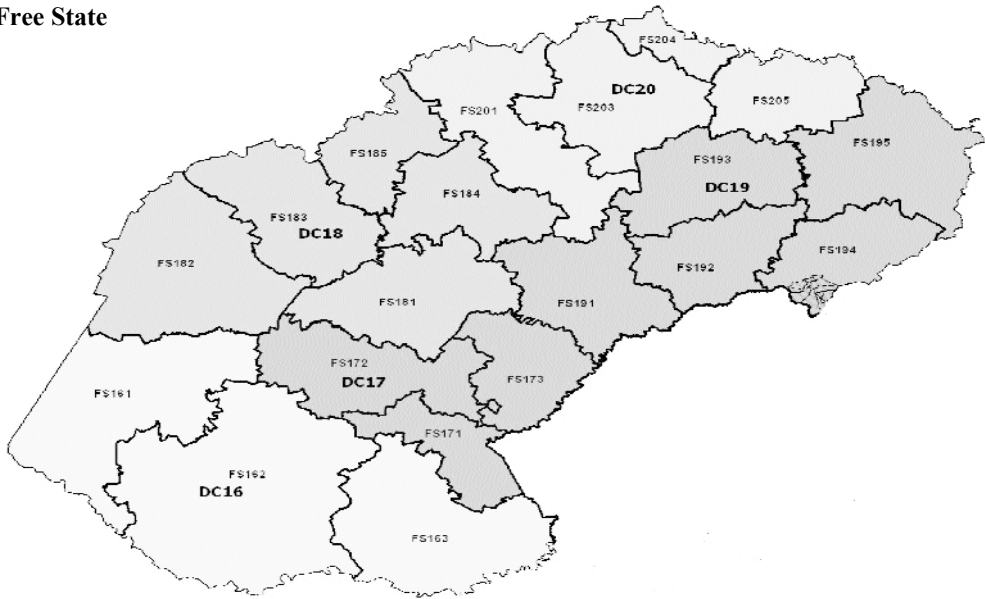 Free State
FS204
DC20
FS205
FS203
FS201
FS195
FS185
FS193
DC19
FS184
FS183
DC18
FS194
FS182
FS192
FS181
FS191
FS172
DC17
FS173
FS161
FS171
FS162
DC16
FS163